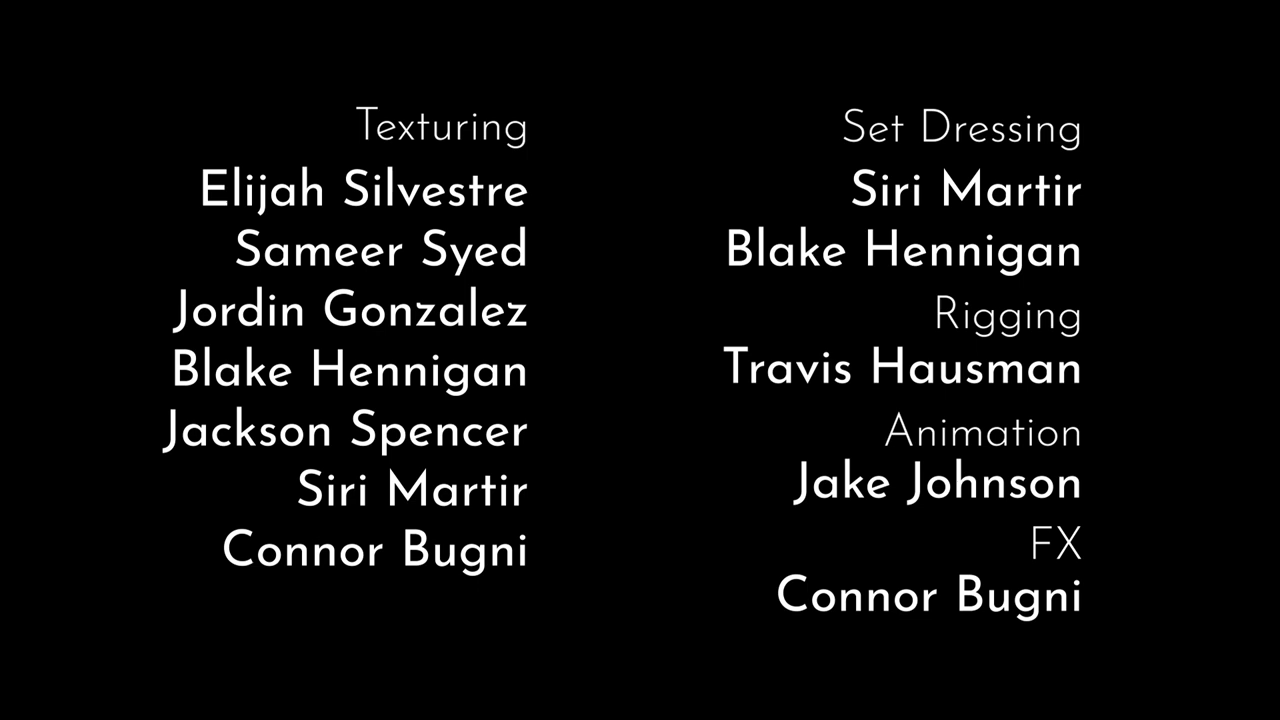 Texturing
Elijah Silvestre
Sameer Syed
Jordin Gonzalez
Blake Hennigan
Jackson Spencer
Siri Martir
Connor Bugni
Set Dressing
Siri Martir
Blake Hennigan
Rigging
Travis Hausman
Animation
Jake Johnson
FX
Connor Bugni